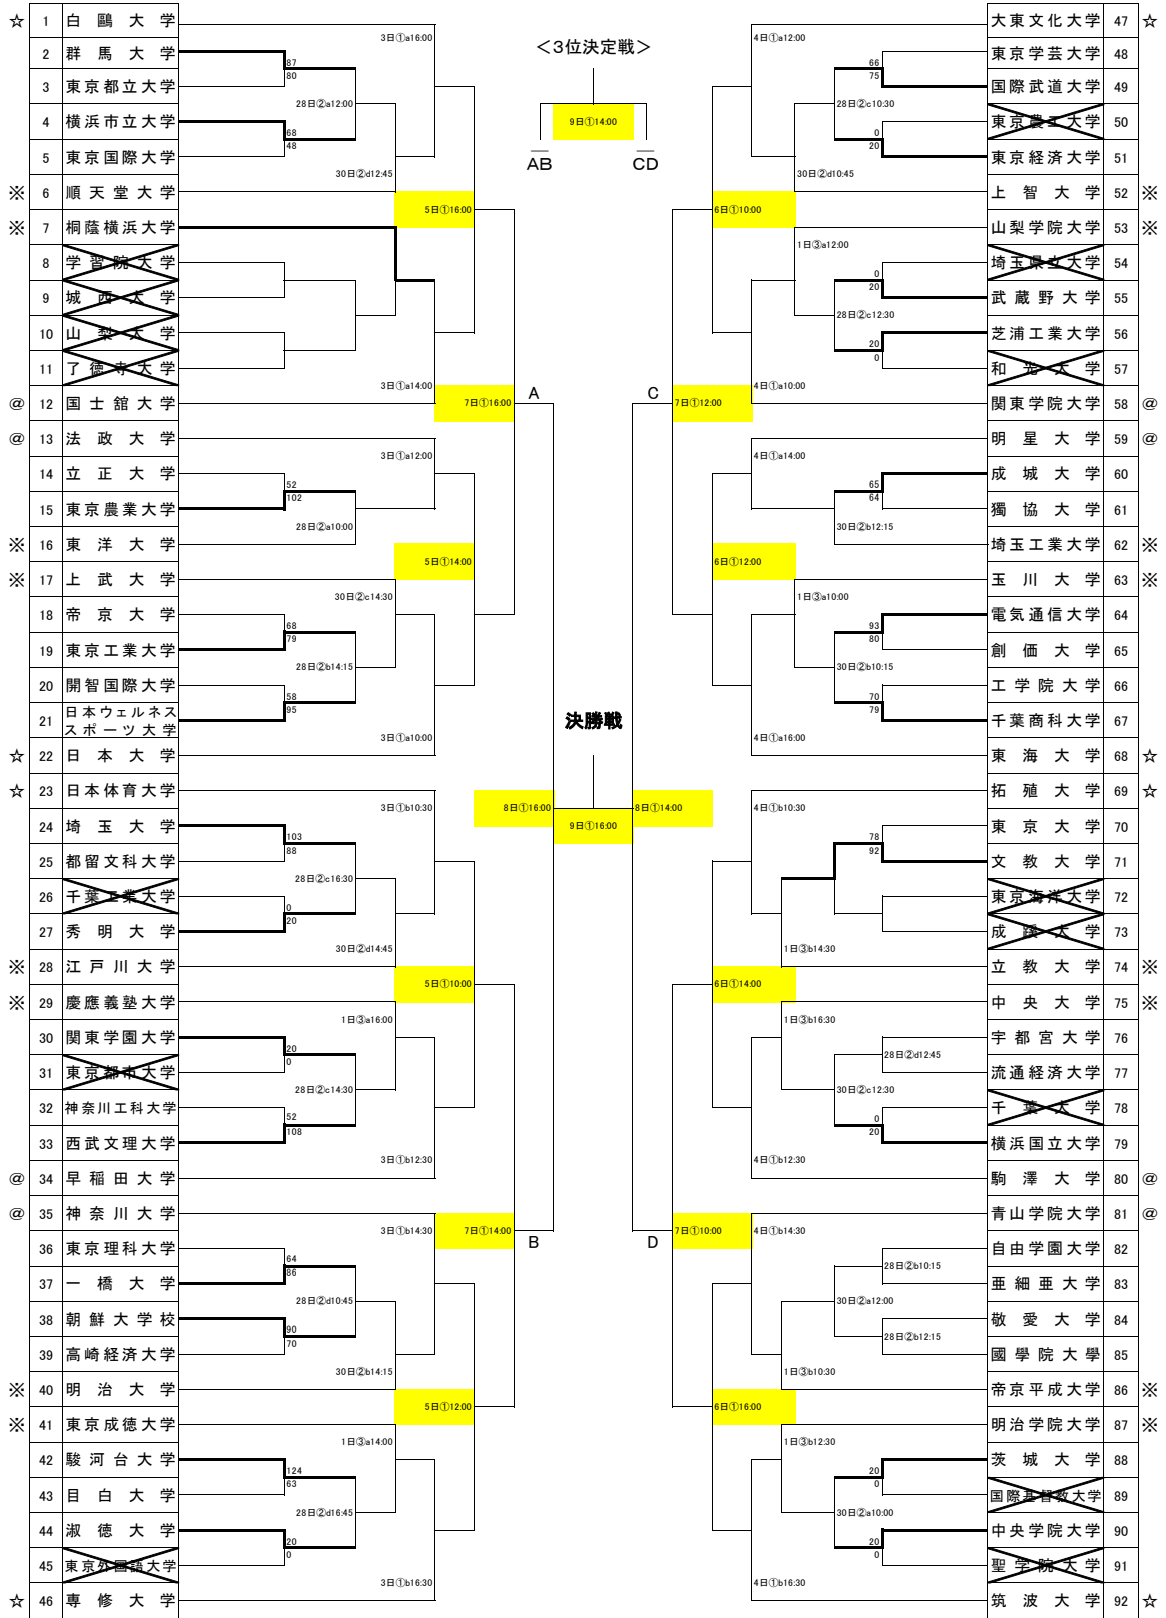 ＜3位決定戦＞
9日①14:00
AB
CD
☆ 1 白鷗大学
2 群馬大学
3 東京都立大学
4 横浜市立大学
5 東京国際大学
※ 6 順天堂大学
※ 7 桐蔭横浜大学
8 学習院大学
9 城西大学
10 山梨大学
11 了德寺大学
@ 12 国士舘大学
@ 13 法政大学
14 立正大学
15 東京農業大学
※ 16 東洋大学
※ 17 上武大学
18 帝京大学
19 東京工業大学
20 開智国際大学
21 日本ウェルネス
スポーツ大学
☆ 22 日本大学
☆ 23 日本体育大学
24 埼玉大学
25 都留文科大学
26 千葉工業大学
27 秀明大学
※ 28 江戸川大学
※ 29 慶應義塾大学
30 関東学園大学
31 東京都市大学
32 神奈川工科大学
33 西武文理大学
@ 34 早稲田大学
@ 35 神奈川大学
36 東京理科大学
37 一橋大学
38 朝鮮大学校
39 高崎経済大学
※ 40 明治大学
※ 41 東京成徳大学
42 駿河台大学
43 目白大学
44 淑徳大学
45 東京外国語大学
☆ 46 専修大学
3日①a16:00
87
80
28日②a12:00
68
48
30日②d12:45
5日①16:00
3日①a14:00
7日①16:00
A
3日①a12:00
52
102
28日②a10:00
5日①14:00
30日②c14:30
68
79
28日②b14:15
58
95
3日①a10:00
3日①b10:30
8日①16:00
103
88
28日②c16:30
0
20
30日②d14:45
5日①10:00
1日③a16:00
20
0
28日②c14:30
52
108
3日①b12:30
3日①b14:30
7日①14:00
B
64
86
28日②d10:45
90
70
30日②b14:15
5日①12:00
1日③a14:00
124
63
28日②d16:45
20
0
3日①b16:30
決勝戦
9日①16:00
大東文化大学 47 ☆
東京学芸大学 48
国際武道大学 49
東京農工大学 50
東京経済大学 51
上智大学 52 ※
山梨学院大学 53 ※
埼玉県立大学 54
武蔵野大学 55
芝浦工業大学 56
和光大学 57
関東学院大学 58 @
明星大学 59 @
成城大学 60
獨協大学 61
埼玉工業大学 62 ※
玉川大学 63 ※
電気通信大学 64
創価大学 65
工学院大学 66
千葉商科大学 67
東海大学 68 ☆
拓殖大学 69 ☆
東京大学 70
文教大学 71
東京海洋大学 72
成蹊大学 73
立教大学 74 ※
中央大学 75 ※
宇都宮大学 76
流通経済大学 77
千葉大学 78
横浜国立大学 79
駒澤大学 80 @
青山学院大学 81 @
自由学園大学 82
亜細亜大学 83
敬愛大学 84
國學院大學 85
帝京平成大学 86 ※
明治学院大学 87 ※
茨城大学 88
国際基督教大学 89
中央学院大学 90
聖学院大学 91
筑波大学 92 ☆
4日①a12:00
66
75
28日②c10:30
0
20
30日②d10:45
6日①10:00
1日③a12:00
0
20
28日②c12:30
20
0
4日①a10:00
C
7日①12:00
4日①a14:00
65
64
30日②b12:15
6日①12:00
1日③a10:00
93
80
30日②b10:15
70
79
4日①a16:00
8日①14:00
4日①b10:30
78
92
1日③b14:30
6日①14:00
1日③b16:30
28日②d12:45
30日②c12:30
0
20
4日①b12:30
D
7日①10:00
4日①b14:30
28日②b10:15
30日②a12:00
28日②b12:15
1日③b10:30
6日①16:00
1日③b12:30
20
0
30日②a10:00
20
0
4日①b16:30